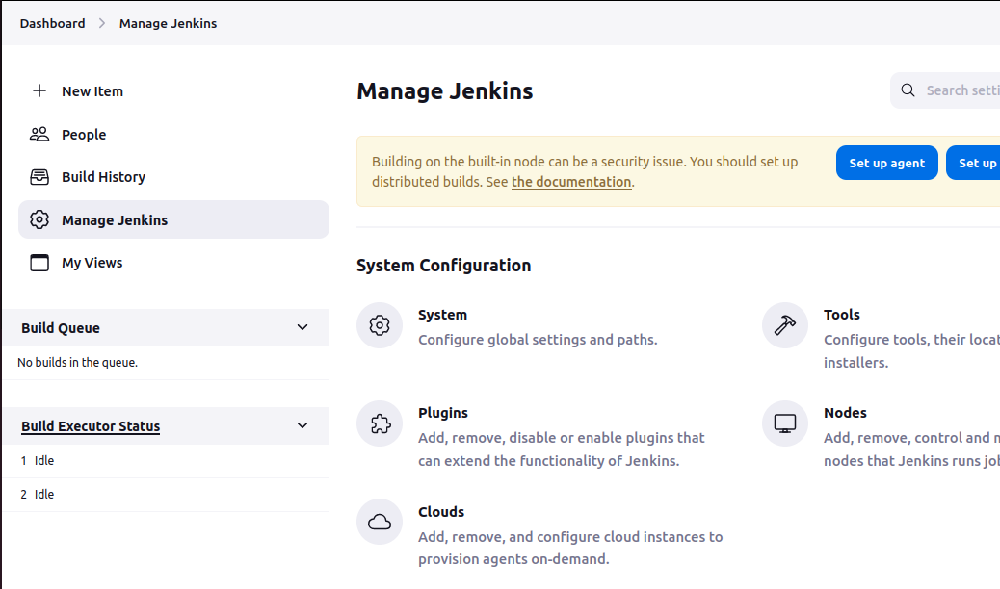 Dashboard > Manage Jenkins
New Item
People
Build History
Manage Jenkins
My Views
Build Queue
No builds in the queue.
Build Executor Status
1 Idle
2 Idle
Manage Jenkins
Search setti
Building on the built-in node can be a security issue. You should set up
distributed builds. See the documentation.
Set up agent
Set up
System Configuration
System
Configure global settings and paths.
Tools
Configure tools, their locat
installers.
Plugins
Add, remove, disable or enable plugins that
can extend the functionality of Jenkins.
Nodes
Add, remove, control and m
nodes that Jenkins runs job
Clouds
Add, remove, and configure cloud instances to
provision agents on-demand.